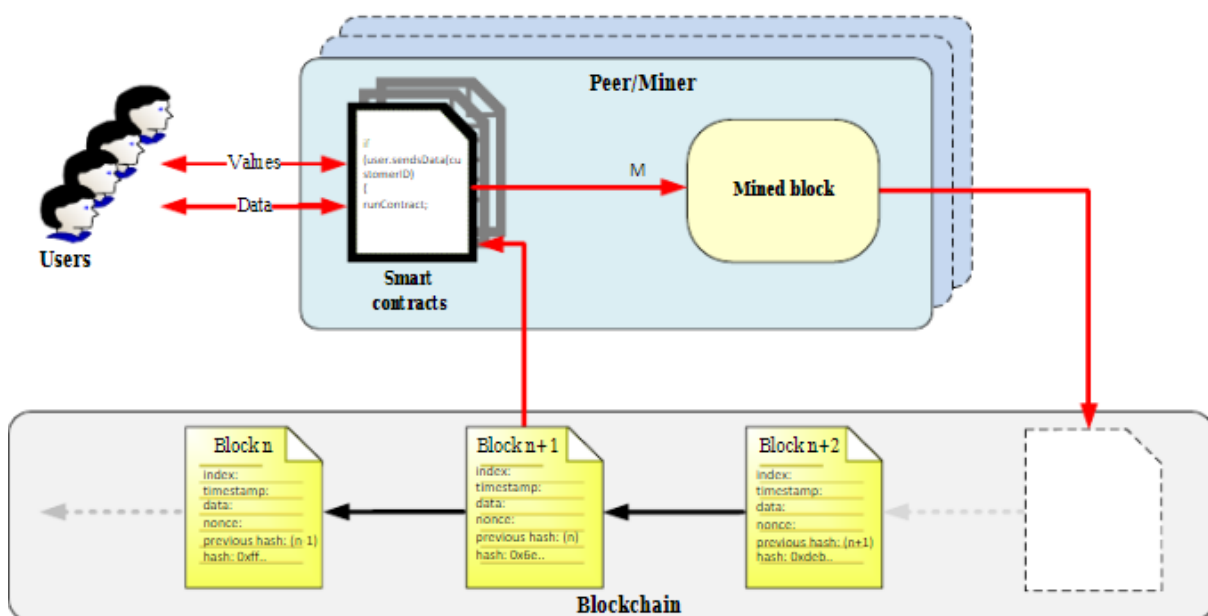 Peer/Miner
if
(user.sendsData(cu
stomerID)
{
runContract;
Values
Data
M
Mined block
Users
Smart
contracts
Block n
index:
timestamp:
data:
nonce:
previous hash: (n-1)
hash: 0xff..
Block n+1
index:
timestamp:
data:
nonce:
previous hash: (n)
hash: 0x6e..
Block n+2
index:
timestamp:
data:
nonce:
previous hash: (n+1)
hash: 0xdeb..
Blockchain